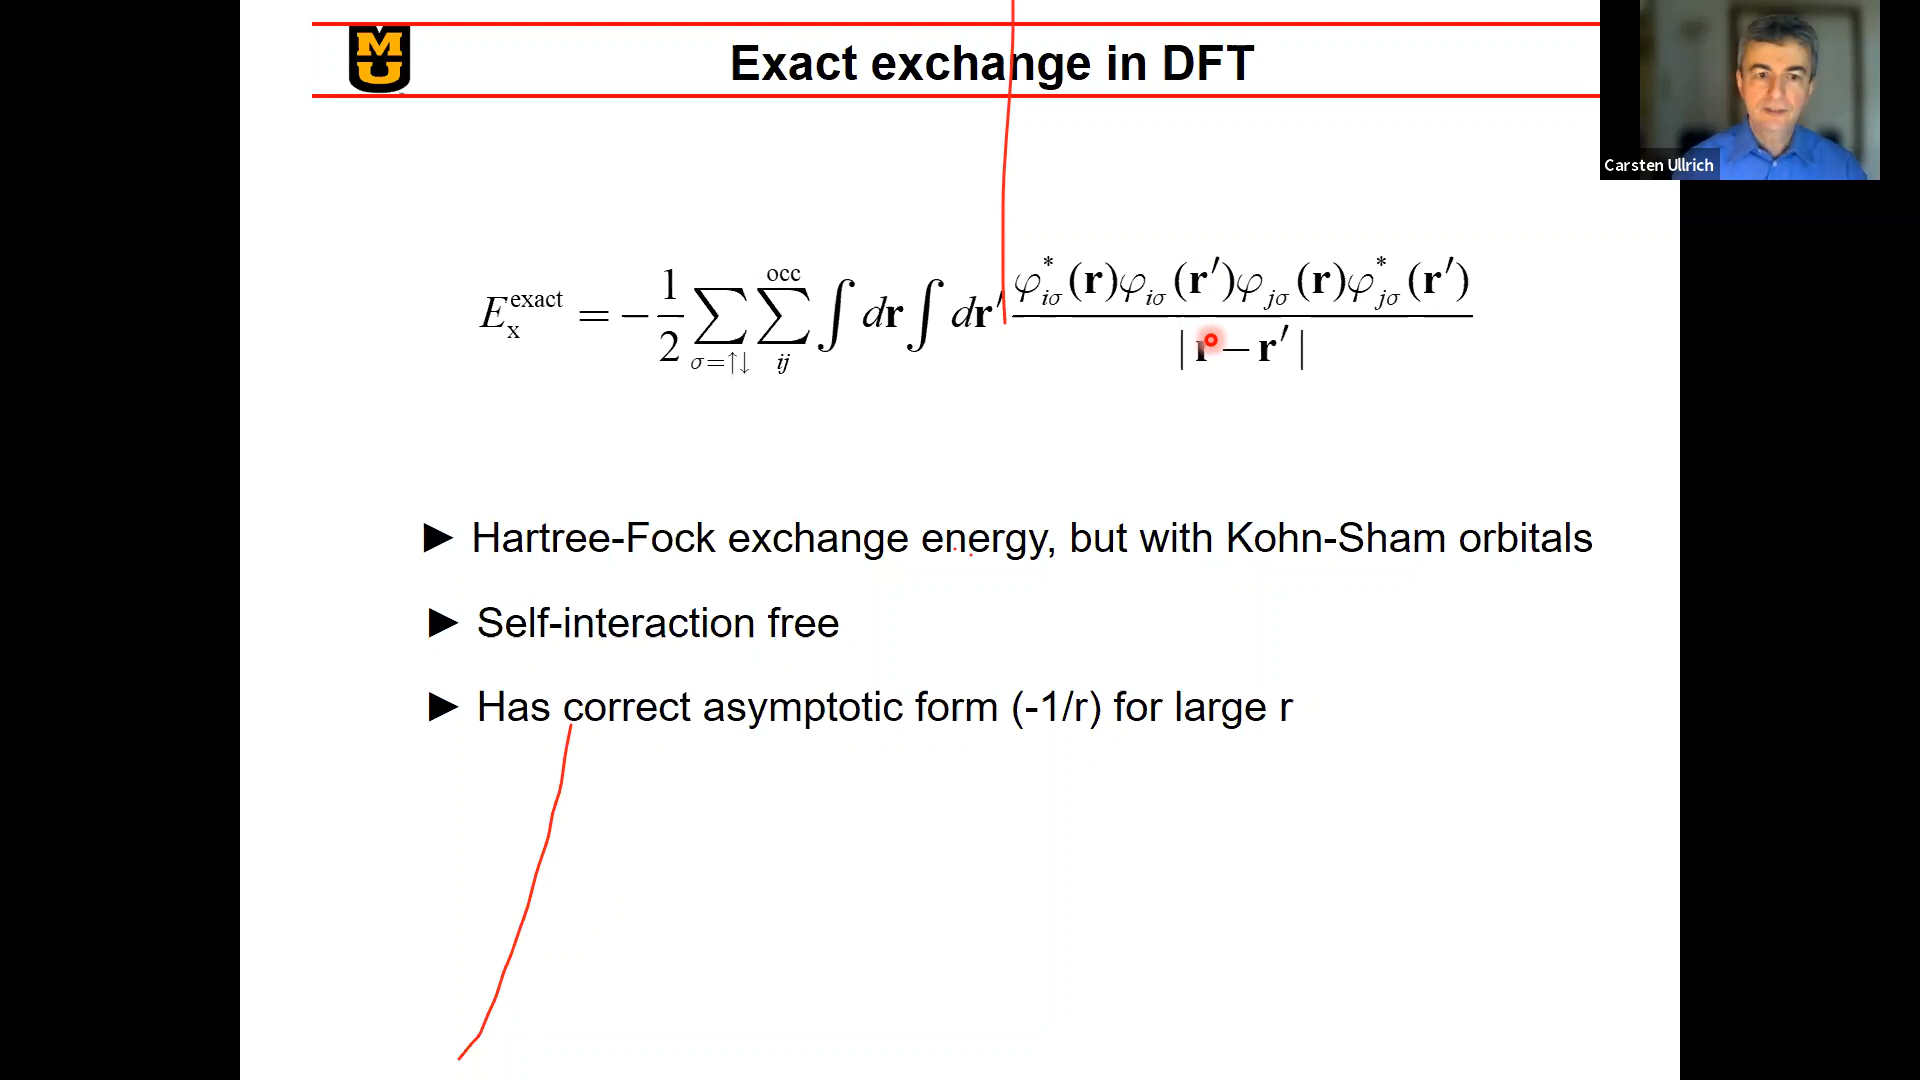 MU
Exact exchange in DFT
Carsten Ullrich
E_x^exact = −1/2 ∑_{σ=↑↓} ∑_{ij}^{occ} ∫ d𝐫 ∫ d𝐫′ φ*_{iσ}(𝐫)φ_{iσ}(𝐫′)φ_{jσ}(𝐫)φ*_{jσ}(𝐫′) / |𝐫 − 𝐫′|
► Hartree-Fock exchange energy, but with Kohn-Sham orbitals
► Self-interaction free
► Has correct asymptotic form (-1/r) for large r